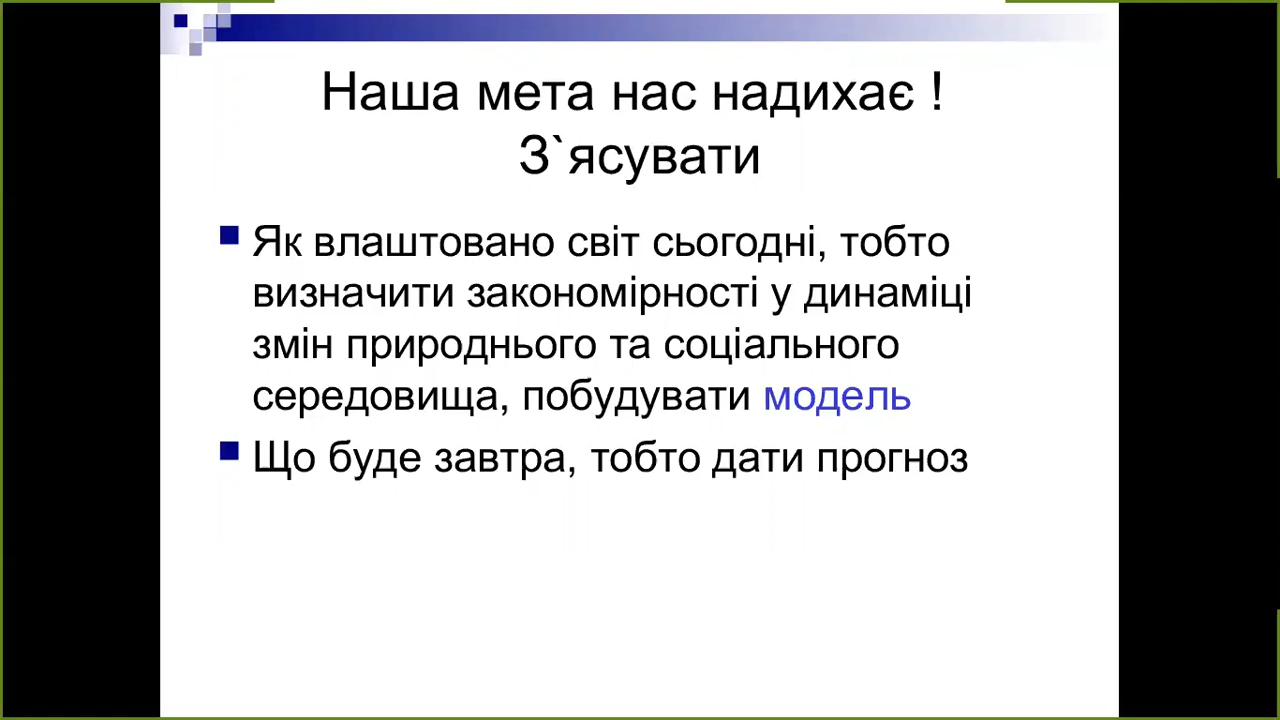 Наша мета нас надихає !
З`ясувати
Як влаштовано світ сьогодні, тобто
визначити закономірності у динаміці
змін природнього та соціального
середовища, побудувати модель
Що буде завтра, тобто дати прогноз